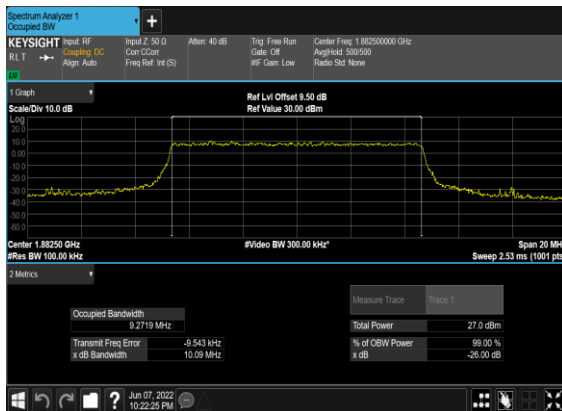 Spectrum Analyzer 1
Occupied BW
KEYSIGHT
RLT
Input: RF
Coupling: DC
Align: Auto
Input Z: 50 Ω
Corr CCorr
Freq Ref: Int (S)
Atten: 40 dB
Trig: Free Run
Gate: Off
#IF Gain: Low
Center Freq: 1.882500000 GHz
Avg|Hold: 500/500
Radio Std: None
1 Graph
Scale/Div 10.0 dB
Ref Lvl Offset 9.50 dB
Ref Value 30.00 dBm
Log
20.0
10.0
0.00
-10.0
-20.0
-30.0
-40.0
-50.0
-60.0
Center 1.88250 GHz
#Res BW 100.00 kHz
#Video BW 300.00 kHz*
Span 20 MH
Sweep 2.53 ms (1001 pts
2 Metrics
Measure Trace
Trace 1
Occupied Bandwidth
9.2719 MHz
Total Power
27.0 dBm
Transmit Freq Error
-9.543 kHz
% of OBW Power
99.00 %
x dB Bandwidth
10.09 MHz
x dB
-26.00 dB
?
Jun 07, 2022
10:22:25 PM